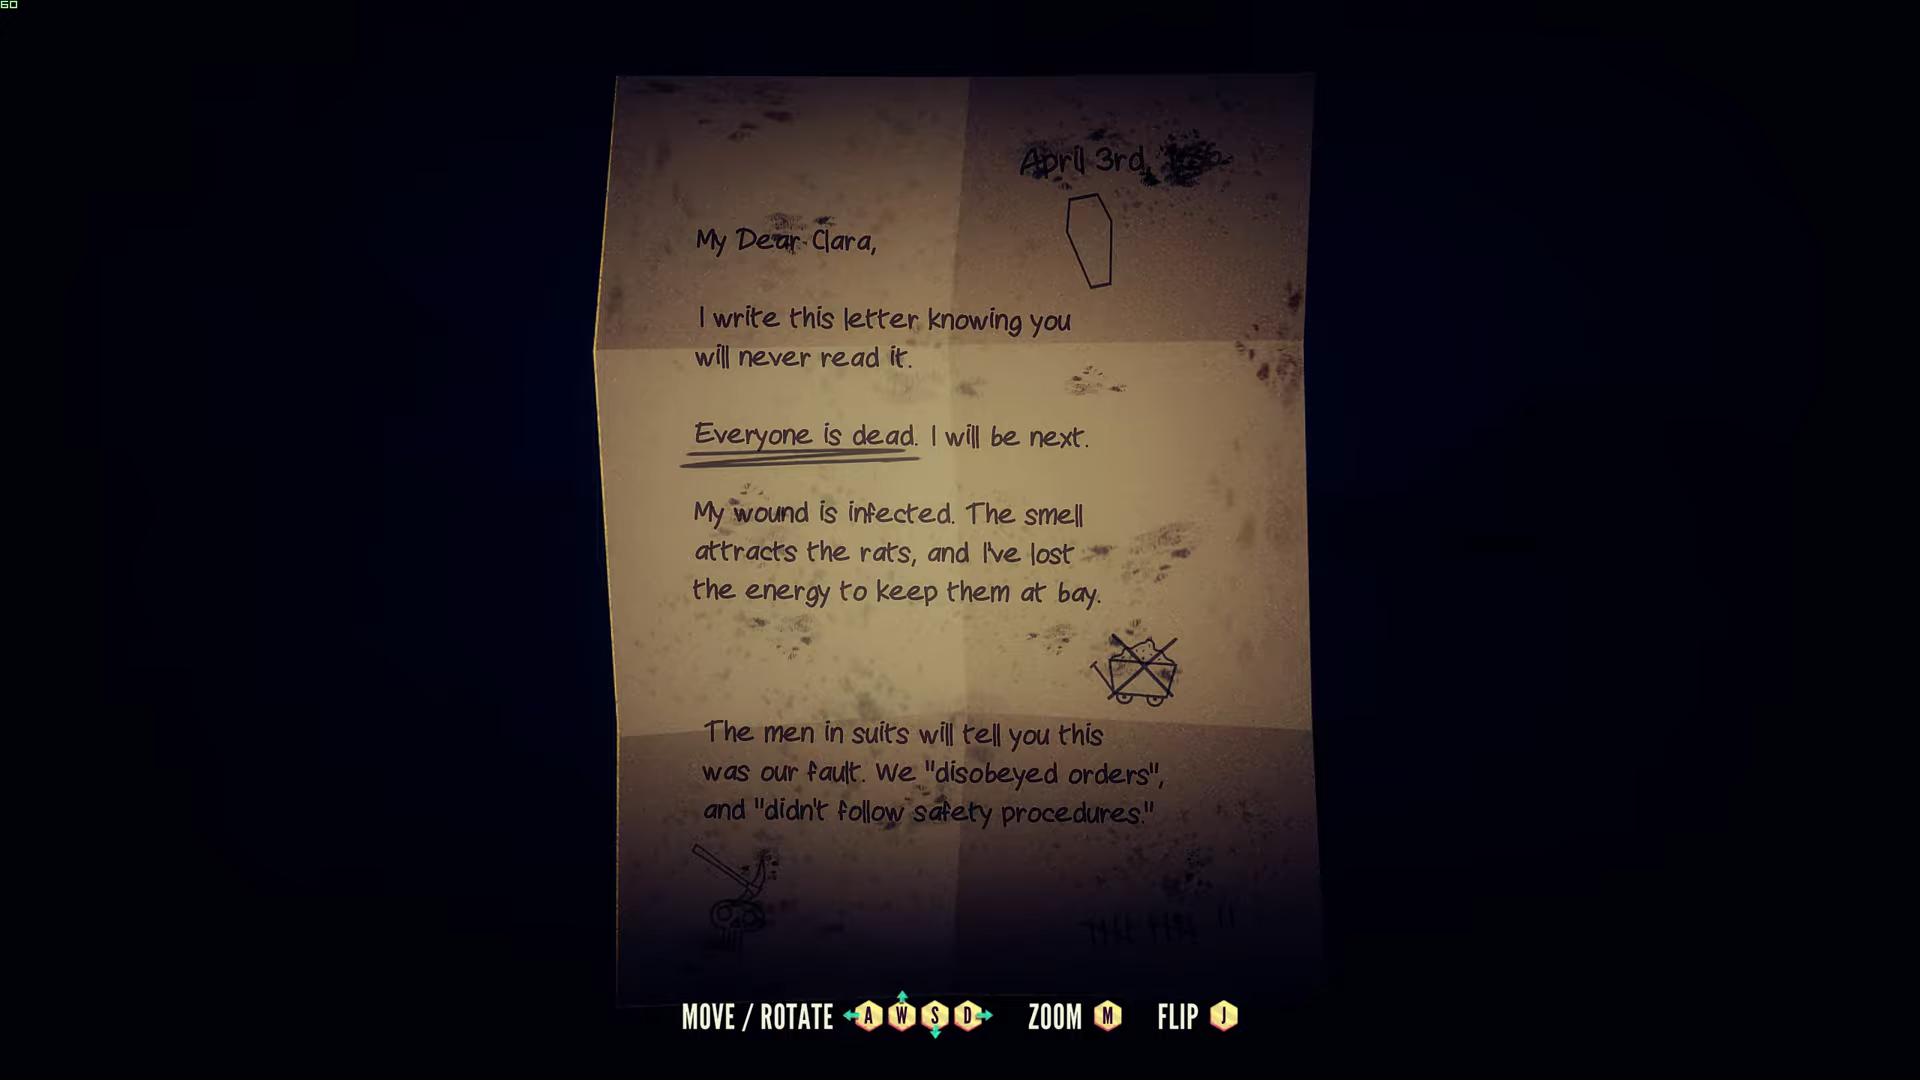 60
April 3rd,
My Dear Clara,
I write this letter knowing you
will never read it.
Everyone is dead. I will be next.
My wound is infected. The smell
attracts the rats, and I've lost
the energy to keep them at bay.
The men in suits will tell you this
was our fault. We "disobeyed orders",
and "didn't follow safety procedures."
MOVE / ROTATE A W S D ZOOM M FLIP J